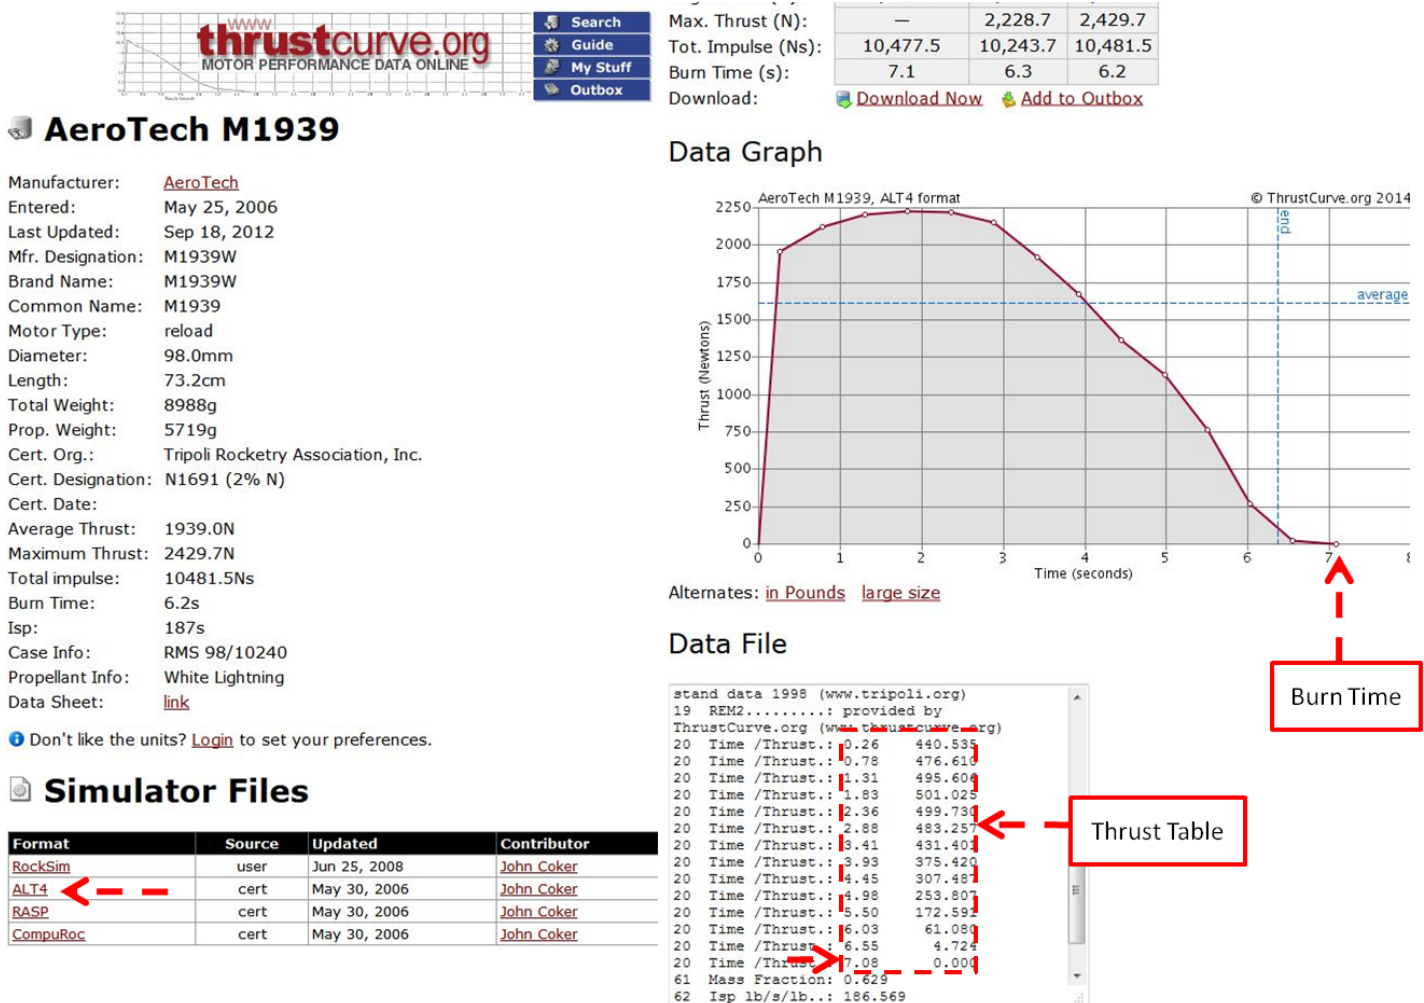 www
thrustcurve.org
MOTOR PERFORMANCE DATA ONLINE
Search
Guide
My Stuff
Outbox
AeroTech M1939
Manufacturer: AeroTech
Entered: May 25, 2006
Last Updated: Sep 18, 2012
Mfr. Designation: M1939W
Brand Name: M1939W
Common Name: M1939
Motor Type: reload
Diameter: 98.0mm
Length: 73.2cm
Total Weight: 8988g
Prop. Weight: 5719g
Cert. Org.: Tripoli Rocketry Association, Inc.
Cert. Designation: N1691 (2% N)
Cert. Date:
Average Thrust: 1939.0N
Maximum Thrust: 2429.7N
Total impulse: 10481.5Ns
Burn Time: 6.2s
Isp: 187s
Case Info: RMS 98/10240
Propellant Info: White Lightning
Data Sheet: link
Don't like the units? Login to set your preferences.
Simulator Files
Format Source Updated Contributor
RockSim user Jun 25, 2008 John Coker
ALT4 cert May 30, 2006 John Coker
RASP cert May 30, 2006 John Coker
CompuRoc cert May 30, 2006 John Coker
Max. Thrust (N): — 2,228.7 2,429.7
Tot. Impulse (Ns): 10,477.5 10,243.7 10,481.5
Burn Time (s): 7.1 6.3 6.2
Download: Download Now Add to Outbox
Data Graph
AeroTech M1939, ALT4 format © ThrustCurve.org 2014
2250
2000
1750
1500
1250
1000
750
500
250
0
Thrust (Newtons)
end
average
0 1 2 3 4 5 6 7
Time (seconds)
Alternates: in Pounds large size
Burn Time
Data File
stand data 1998 (www.tripoli.org)
19 REM2.........: provided by
ThrustCurve.org (www.thrustcurve.org)
20 Time /Thrust.: 0.26 440.535
20 Time /Thrust.: 0.78 476.610
20 Time /Thrust.: 1.31 495.606
20 Time /Thrust.: 1.83 501.025
20 Time /Thrust.: 2.36 499.730
20 Time /Thrust.: 2.88 483.257
20 Time /Thrust.: 3.41 431.401
20 Time /Thrust.: 3.93 375.420
20 Time /Thrust.: 4.45 307.487
20 Time /Thrust.: 4.98 253.807
20 Time /Thrust.: 5.50 172.591
20 Time /Thrust.: 6.03 61.080
20 Time /Thrust.: 6.55 4.724
20 Time /Thrust.: 7.08 0.000
61 Mass Fraction: 0.629
62 Isp lb/s/lb..: 186.569
Thrust Table